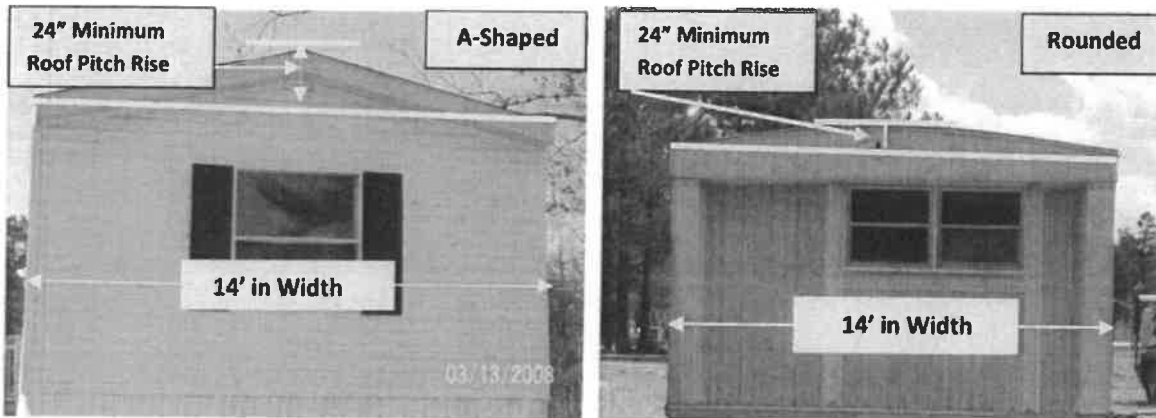 24" Minimum
Roof Pitch Rise
A-Shaped
14' in Width
03/13/2008
24" Minimum
Roof Pitch Rise
Rounded
14' in Width